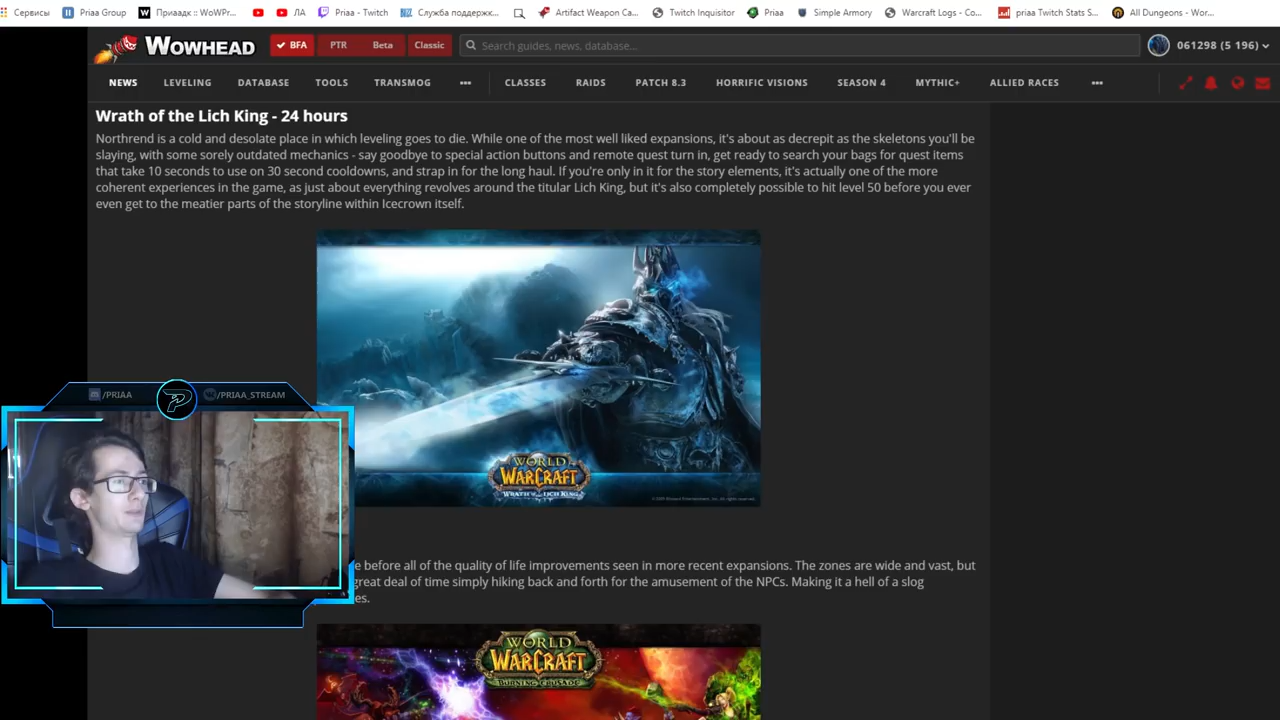 Сервисы Priaa Group Приаадк :: WoWPr... ЛА Priaa - Twitch Служба поддержк... Artifact Weapon Ca... Twitch Inquisitor Priaa Simple Armory Warcraft Logs - Co... priaa Twitch Stats S... All Dungeons - Wor...
WOWHEAD BFA PTR Beta Classic Search guides, news, database... 061298 (5 196)
NEWS LEVELING DATABASE TOOLS TRANSMOG ••• CLASSES RAIDS PATCH 8.3 HORRIFIC VISIONS SEASON 4 MYTHIC+ ALLIED RACES •••
Wrath of the Lich King - 24 hours
Northrend is a cold and desolate place in which leveling goes to die. While one of the most well liked expansions, it's about as decrepit as the skeletons you'll be
slaying, with some sorely outdated mechanics - say goodbye to special action buttons and remote quest turn in, get ready to search your bags for quest items
that take 10 seconds to use on 30 second cooldowns, and strap in for the long haul. If you're only in it for the story elements, it's actually one of the more
coherent experiences in the game, as just about everything revolves around the titular Lich King, but it's also completely possible to hit level 50 before you ever
even get to the meatier parts of the storyline within Icecrown itself.
/PRIAA /PRIAA_STREAM
WORLD
WARCRAFT
WRATH OF THE LICH KING
e before all of the quality of life improvements seen in more recent expansions. The zones are wide and vast, but
great deal of time simply hiking back and forth for the amusement of the NPCs. Making it a hell of a slog
es.
WORLD
WARCRAFT
BURNING CRUSADE